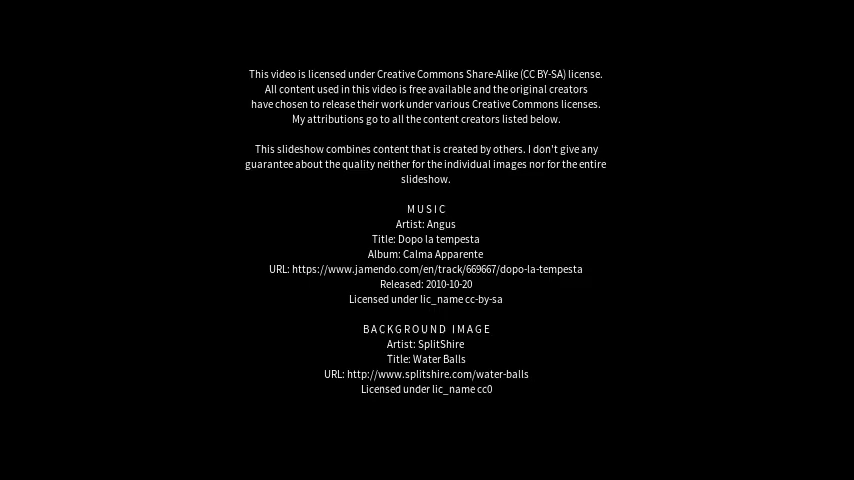 This video is licensed under Creative Commons Share-Alike (CC BY-SA) license.
All content used in this video is free available and the original creators
have chosen to release their work under various Creative Commons licenses.
My attributions go to all the content creators listed below.
This slideshow combines content that is created by others. I don't give any
guarantee about the quality neither for the individual images nor for the entire
slideshow.
MUSIC
Artist: Angus
Title: Dopo la tempesta
Album: Calma Apparente
URL: https://www.jamendo.com/en/track/669667/dopo-la-tempesta
Released: 2010-10-20
Licensed under lic_name cc-by-sa
BACKGROUND IMAGE
Artist: SplitShire
Title: Water Balls
URL: http://www.splitshire.com/water-balls
Licensed under lic_name cc0